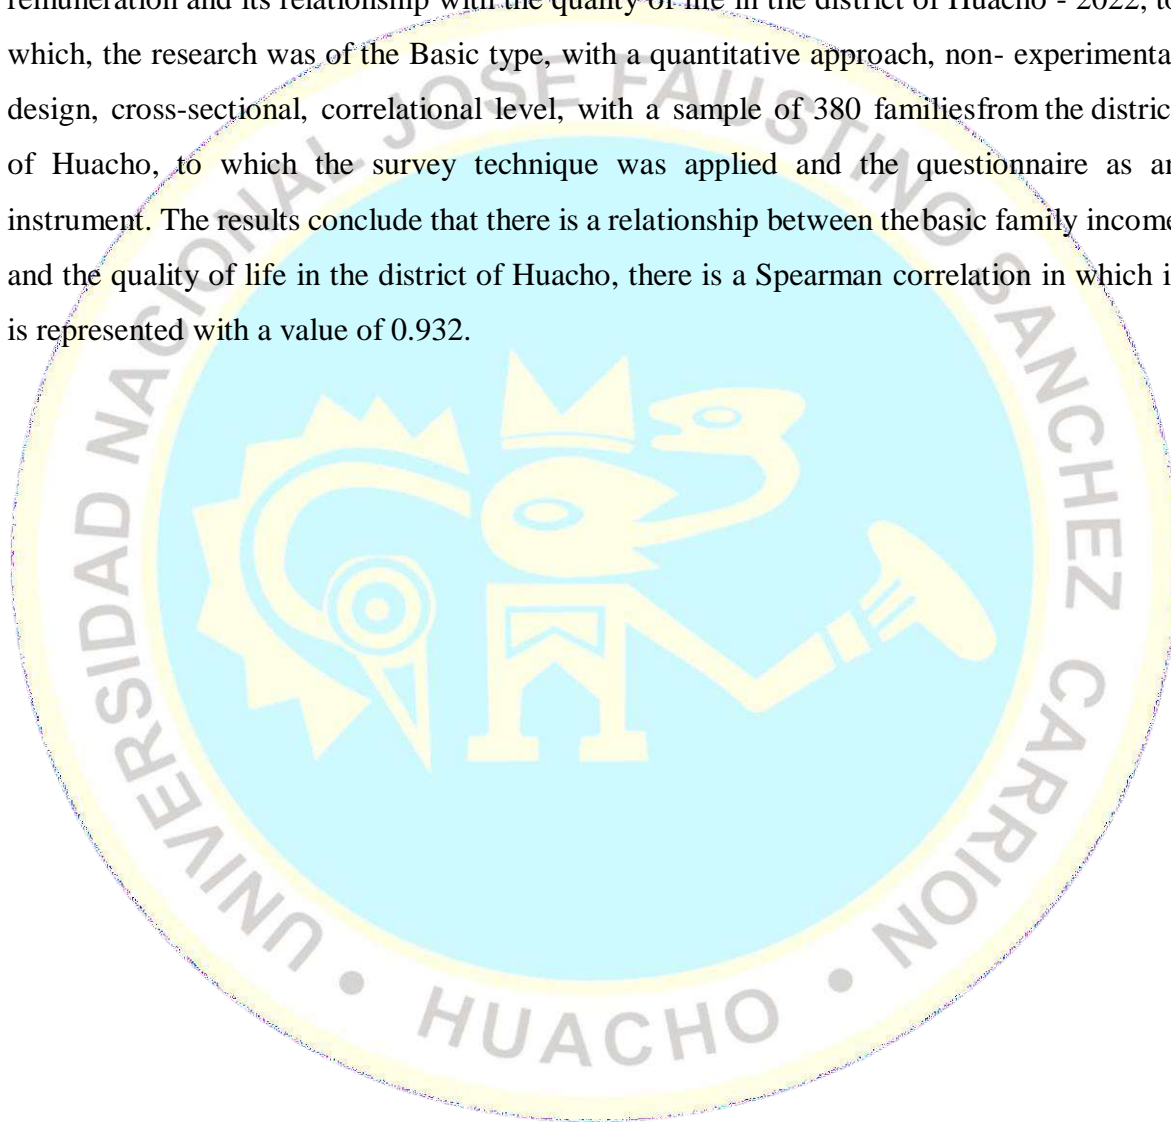 remuneration and its relationship with the quality of life in the district of Huacho - 2022, to
which, the research was of the Basic type, with a quantitative approach, non- experimenta
design, cross-sectional, correlational level, with a sample of 380 familiesfrom the distric
of Huacho, to which the survey technique was applied and the questionnaire as an
instrument. The results conclude that there is a relationship between thebasic family income
and the quality of life in the district of Huacho, there is a Spearman correlation in which i
is represented with a value of 0.932.
UNIVERSIDAD NACIONAL JOSE FAUSTINO SANCHEZ CARRION
• HUACHO •